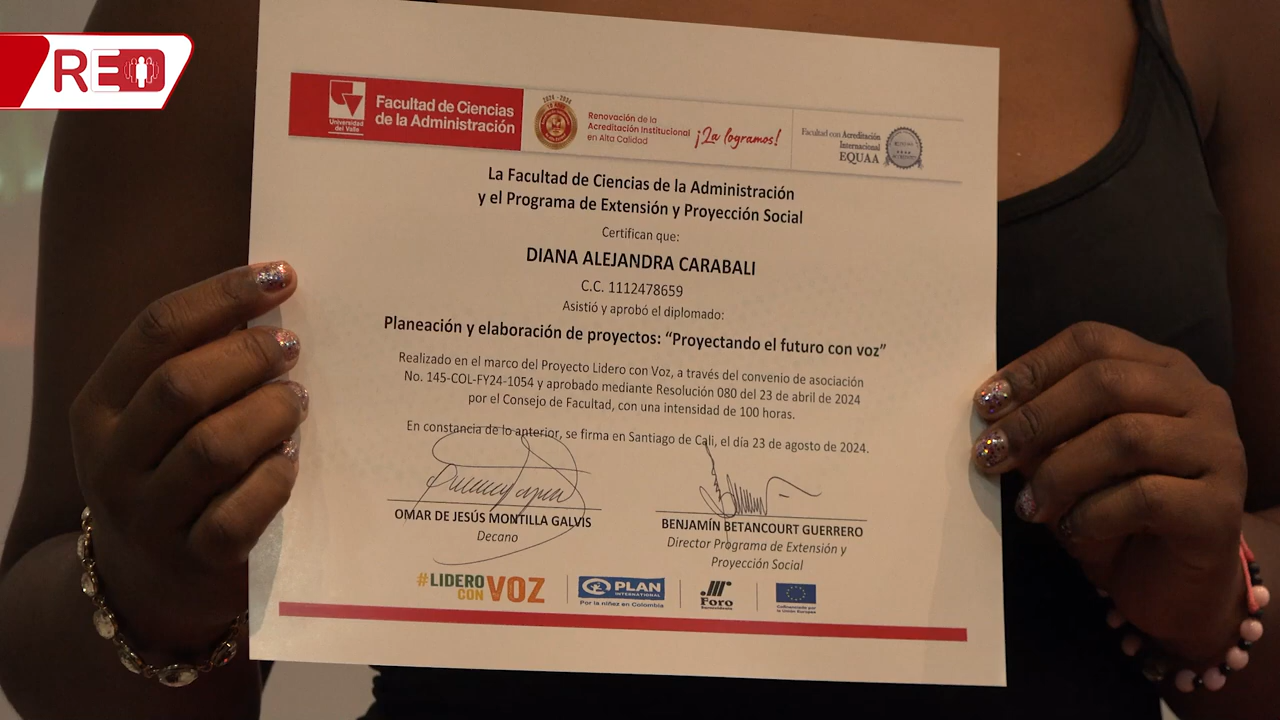 RED
Universidad
del Valle
Facultad de Ciencias
de la Administración
2024 - 2034
Renovación de la
Acreditación Institucional
en Alta Calidad
¡La logramos!
Facultad con Acreditación
Internacional
EQUAA
La Facultad de Ciencias de la Administración
y el Programa de Extensión y Proyección Social
Certifican que:
DIANA ALEJANDRA CARABALI
C.C. 1112478659
Asistió y aprobó el diplomado:
Planeación y elaboración de proyectos: “Proyectando el futuro con voz”
Realizado en el marco del Proyecto Lidero con Voz, a través del convenio de asociación
No. 145-COL-FY24-1054 y aprobado mediante Resolución 080 del 23 de abril de 2024
por el Consejo de Facultad, con una intensidad de 100 horas.
En constancia de lo anterior, se firma en Santiago de Cali, el día 23 de agosto de 2024.
OMAR DE JESÚS MONTILLA GALVIS
Decano
BENJAMÍN BETANCOURT GUERRERO
Director Programa de Extensión y
Proyección Social
#LIDERO
CON VOZ
PLAN
INTERNATIONAL
Por la niñez en Colombia
Foro
Cofinanciado por
la Unión Europea